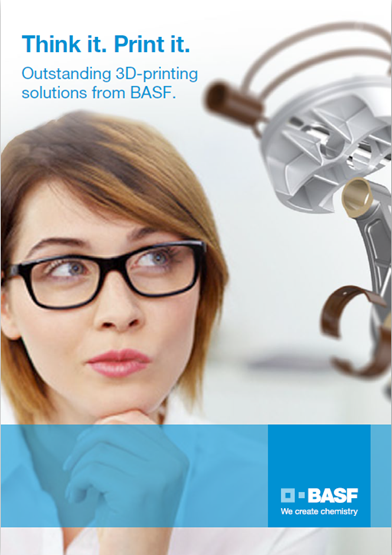 Think it. Print it.
Outstanding 3D-printing
solutions from BASF.
BASF
We create chemistry